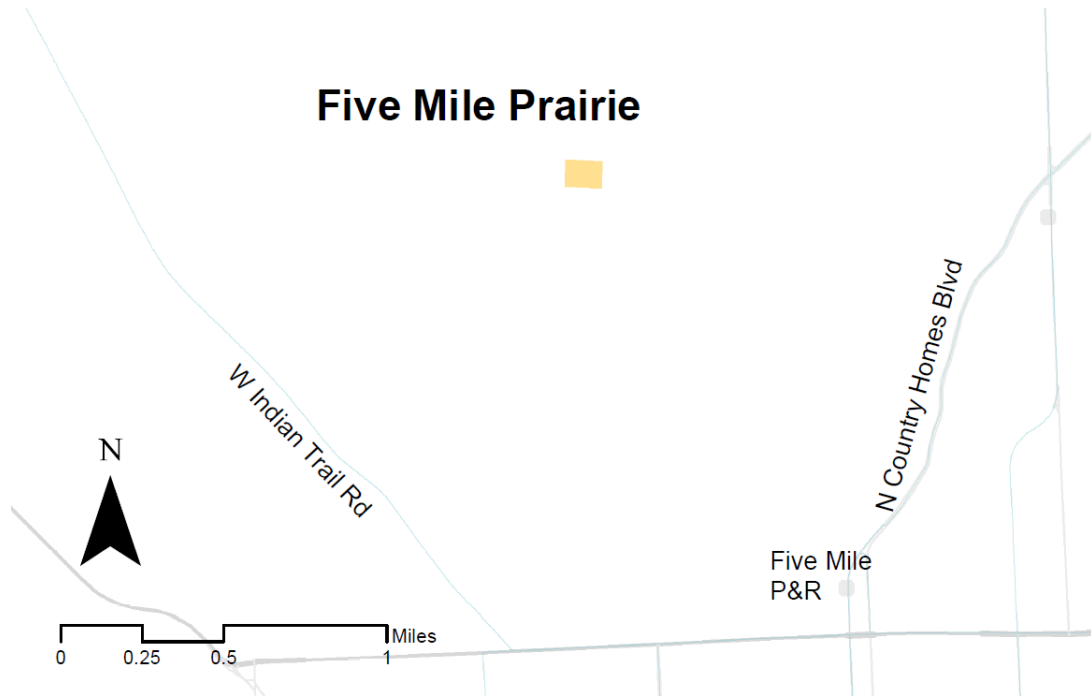 Five Mile Prairie
W Indian Trail Rd
N Country Homes Blvd
N
Five Mile
P&R
Miles
0 0.25 0.5 1